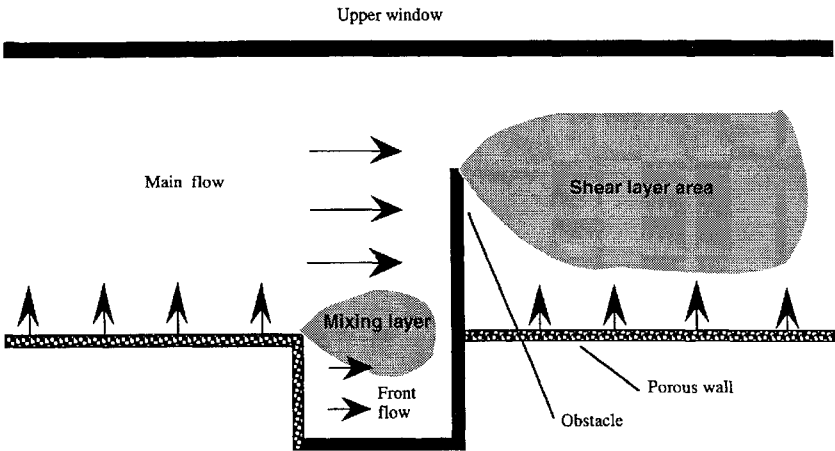 Upper window
Main flow
Shear layer area
Mixing layer
Front
flow
Porous wall
Obstacle